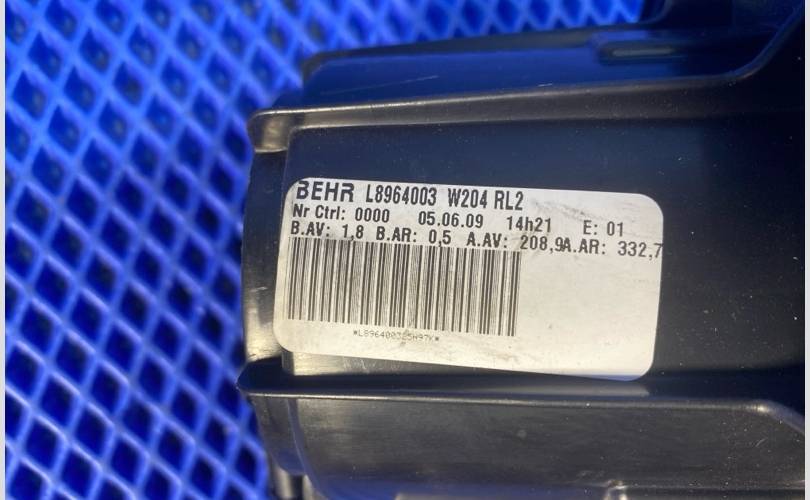 BEHR L8964003 W204 RL2
Nr Ctrl: 0000 05.06.09 14h21 E: 01
B.AV: 1,8 B.AR: 0,5 A.AV: 208,9A.AR: 332,7
*L896400325H97K*